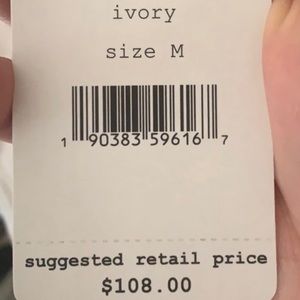 ivory
size M
1 90383 59616 7
suggested retail price
$108.00